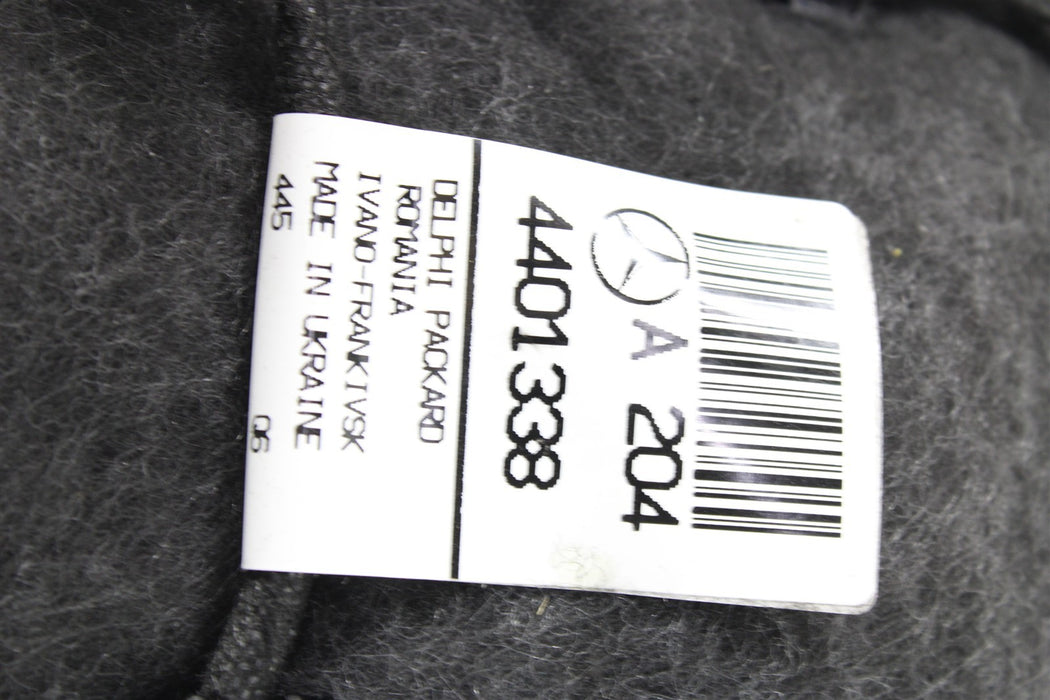 A 204
4401338
DELPHI PACKARD
ROMANIA
IVANO-FRANKIVSK
MADE IN UKRAINE
445 06